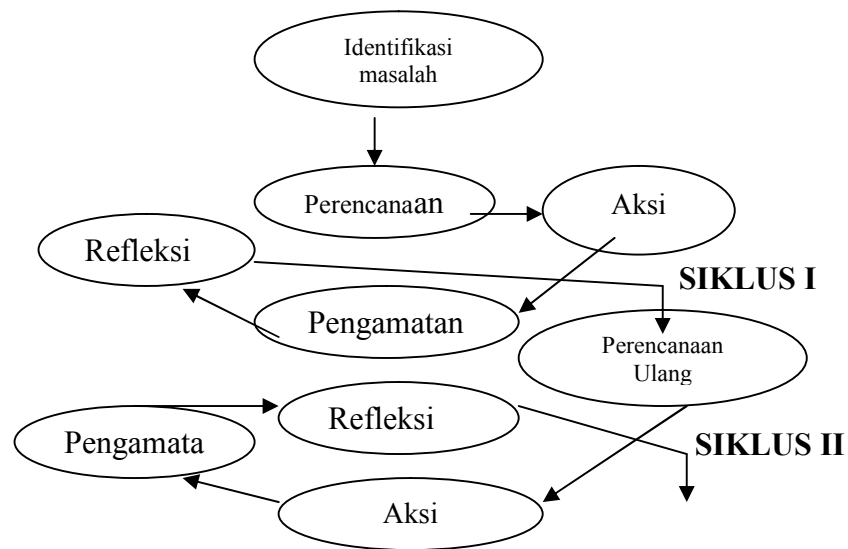 Identifikasi
masalah
Perencanaan
Aksi
Refleksi
SIKLUS I
Pengamatan
Perencanaan
Ulang
Refleksi
Pengamata
SIKLUS II
Aksi